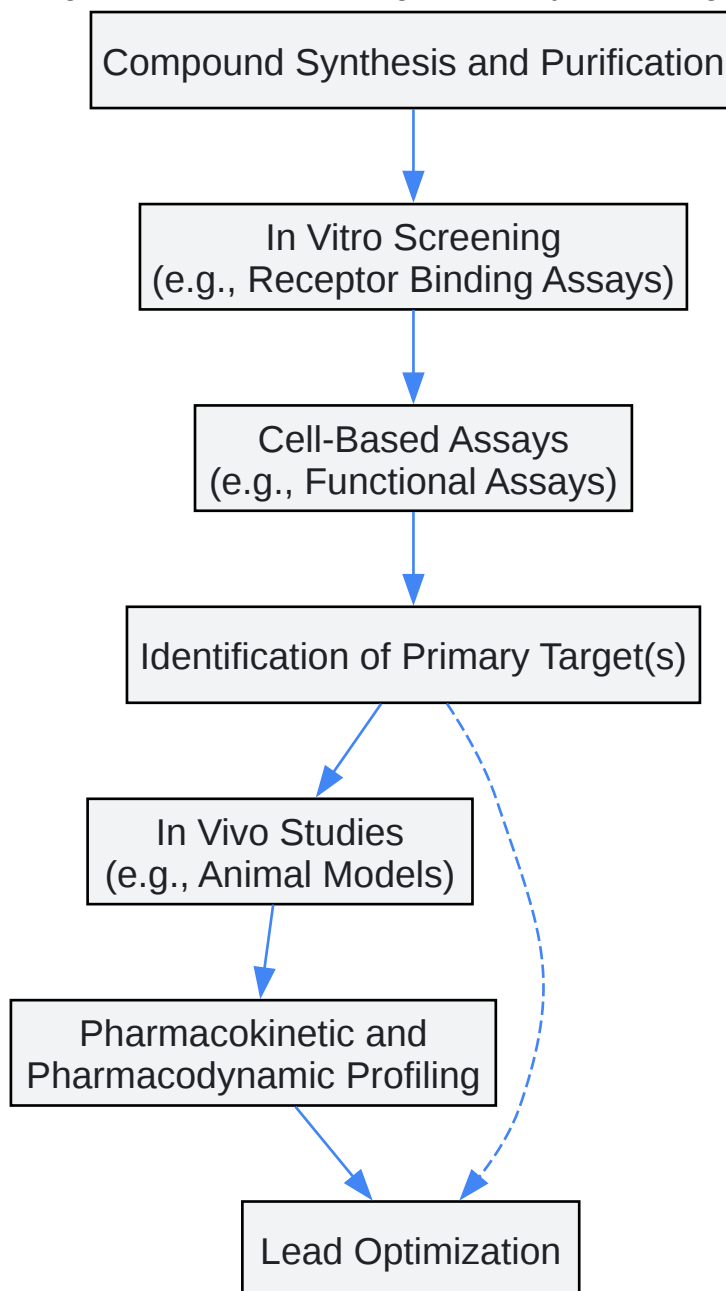 Compound Synthesis and Purification
In Vitro Screening
(e.g., Receptor Binding Assays)
Cell-Based Assays
(e.g., Functional Assays)
Identification of Primary Target(s)
In Vivo Studies
(e.g., Animal Models)
Pharmacokinetic and
Pharmacodynamic Profiling
Lead Optimization